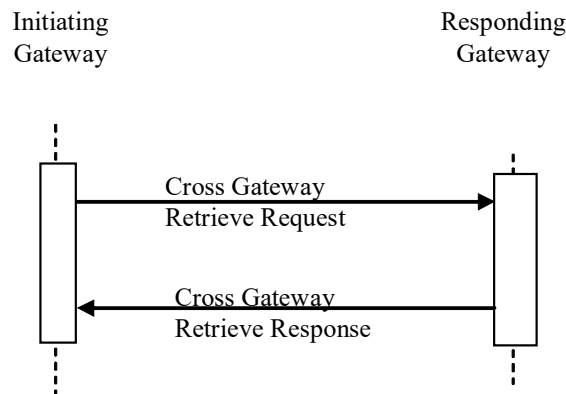 Initiating
Gateway
Responding
Gateway
Cross Gateway
Retrieve Request
Cross Gateway
Retrieve Response